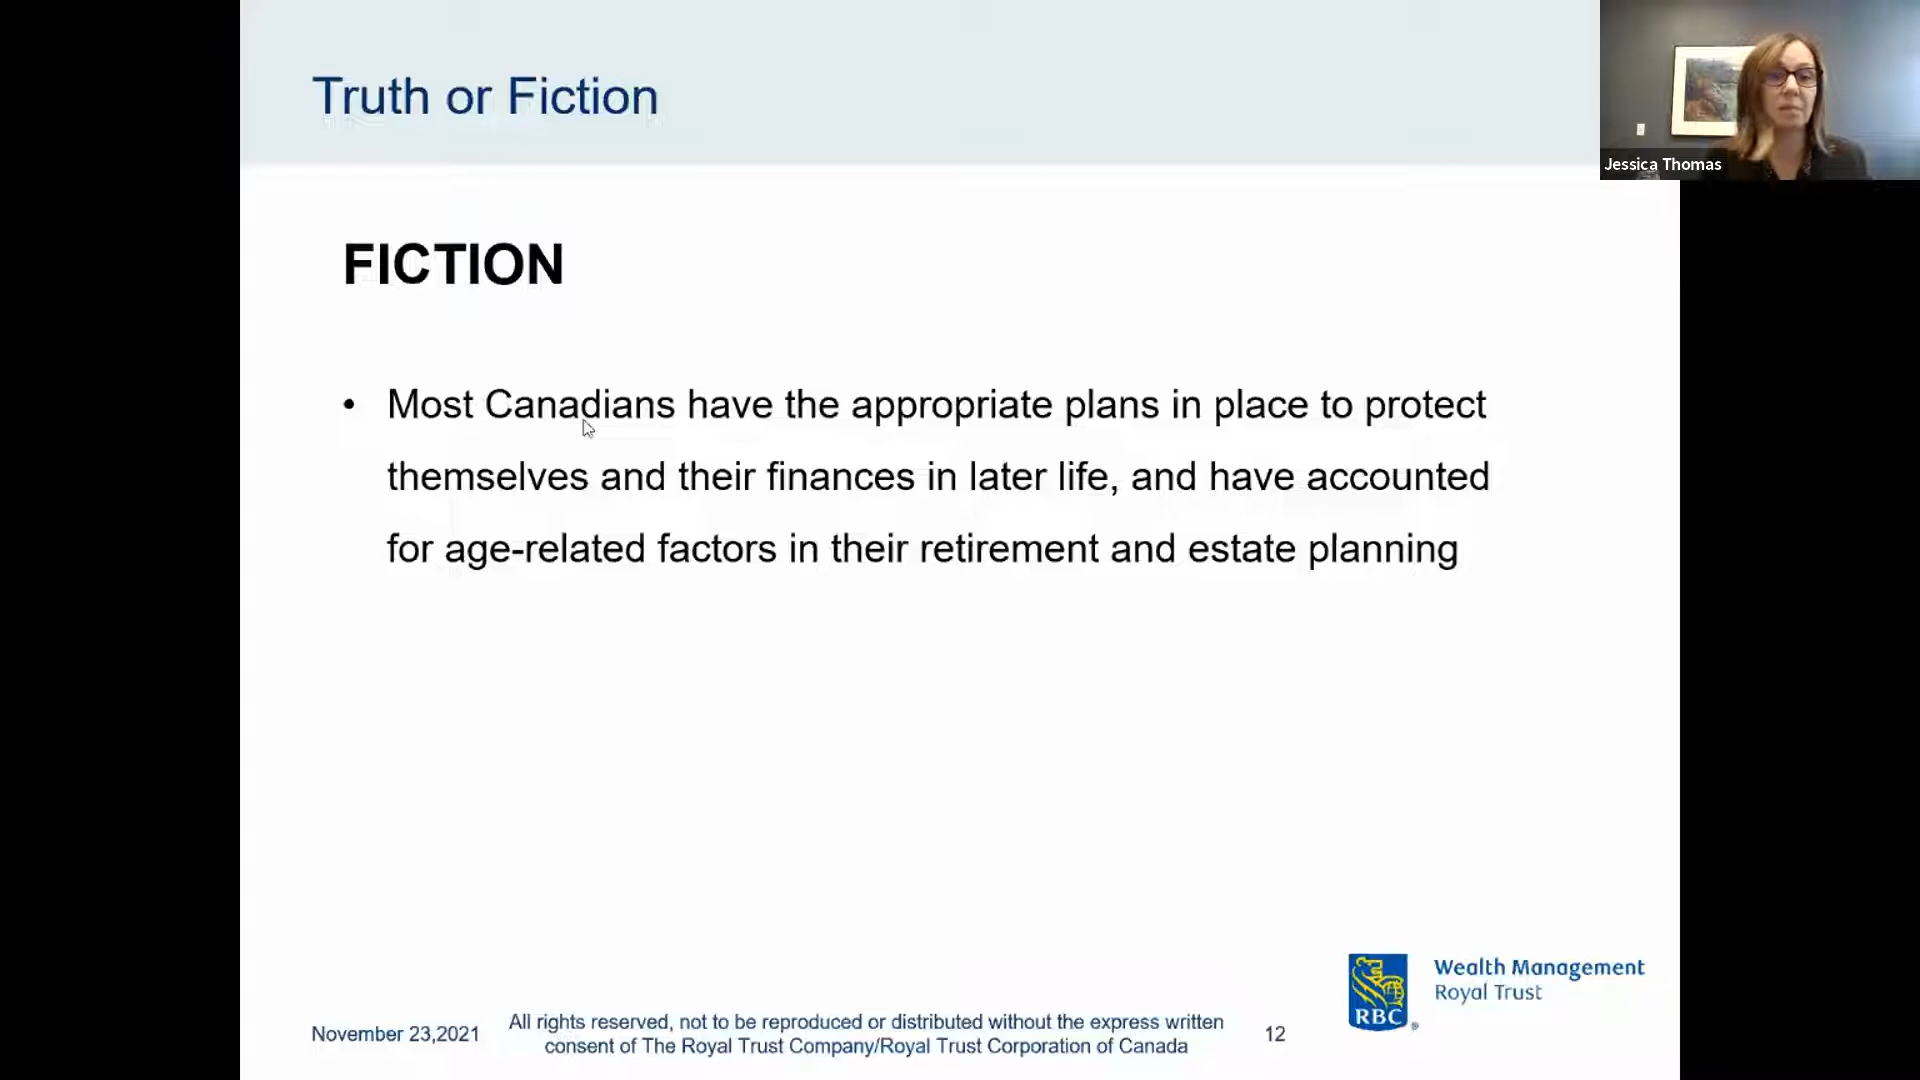 Truth or Fiction
Jessica Thomas
FICTION
• Most Canadians have the appropriate plans in place to protect
themselves and their finances in later life, and have accounted
for age-related factors in their retirement and estate planning
Wealth Management
Royal Trust
RBC ®
November 23,2021
All rights reserved, not to be reproduced or distributed without the express written
consent of The Royal Trust Company/Royal Trust Corporation of Canada
12